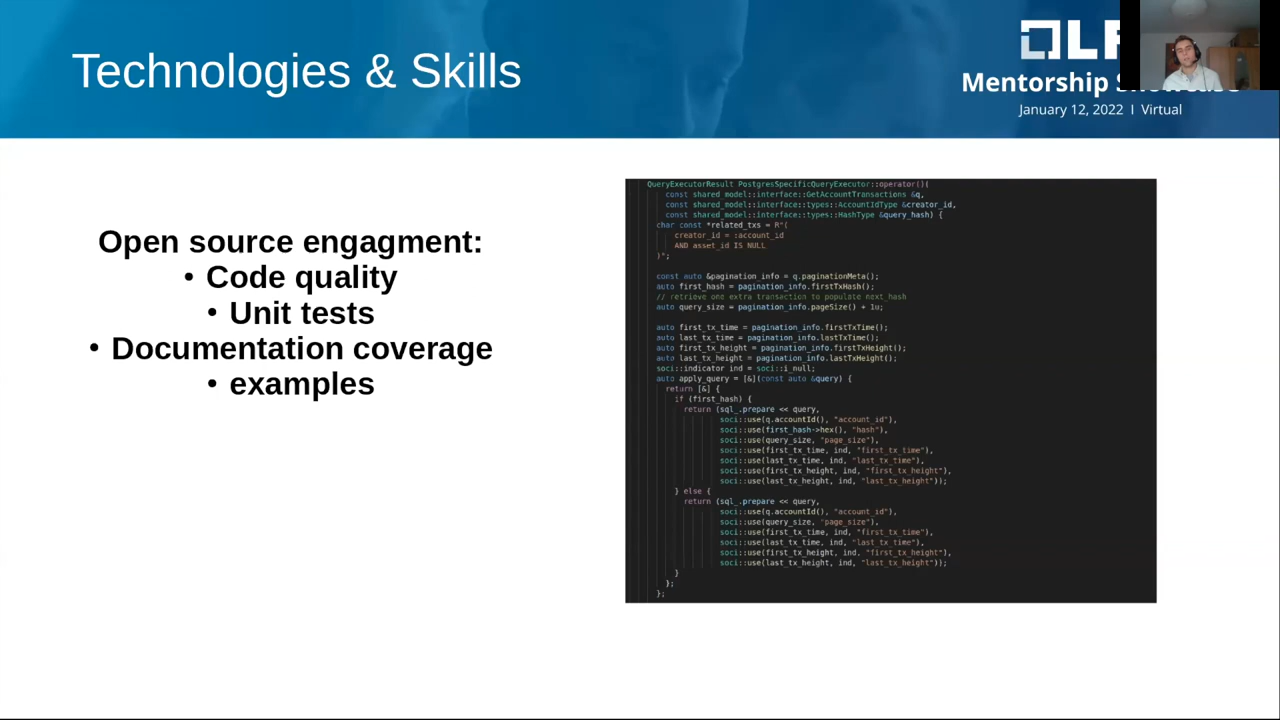 Technologies & Skills
LF
Mentorship
January 12, 2022 | Virtual
Open source engagment:
• Code quality
• Unit tests
• Documentation coverage
• examples
QueryExecutorResult PostgresSpecificQueryExecutor::operator()(
const shared_model::interface::GetAccountTransactions &q,
const shared_model::interface::types::AccountIdType &creator_id,
const shared_model::interface::types::HashType &query_hash) {
char const *related_txs = R"(
creator_id = :account_id
AND asset_id IS NULL
)";
const auto &pagination_info = q.paginationMeta();
auto first_hash = pagination_info.firstTxHash();
// retrieve one extra transaction to populate next_hash
auto query_size = pagination_info.pageSize() + 1u;
auto first_tx_time = pagination_info.firstTxTime();
auto last_tx_time = pagination_info.lastTxTime();
auto first_tx_height = pagination_info.firstTxHeight();
auto last_tx_height = pagination_info.lastTxHeight();
soci::indicator ind = soci::i_null;
auto apply_query = [&](const auto &query) {
return [&] {
if (first_hash) {
return (sql_.prepare << query,
soci::use(q.accountId(), "account_id"),
soci::use(first_hash->hex(), "hash"),
soci::use(query_size, "page_size"),
soci::use(first_tx_time, ind, "first_tx_time"),
soci::use(last_tx_time, ind, "last_tx_time"),
soci::use(first_tx_height, ind, "first_tx_height"),
soci::use(last_tx_height, ind, "last_tx_height"));
} else {
return (sql_.prepare << query,
soci::use(q.accountId(), "account_id"),
soci::use(query_size, "page_size"),
soci::use(first_tx_time, ind, "first_tx_time"),
soci::use(last_tx_time, ind, "last_tx_time"),
soci::use(first_tx_height, ind, "first_tx_height"),
soci::use(last_tx_height, ind, "last_tx_height"));
}
};
};